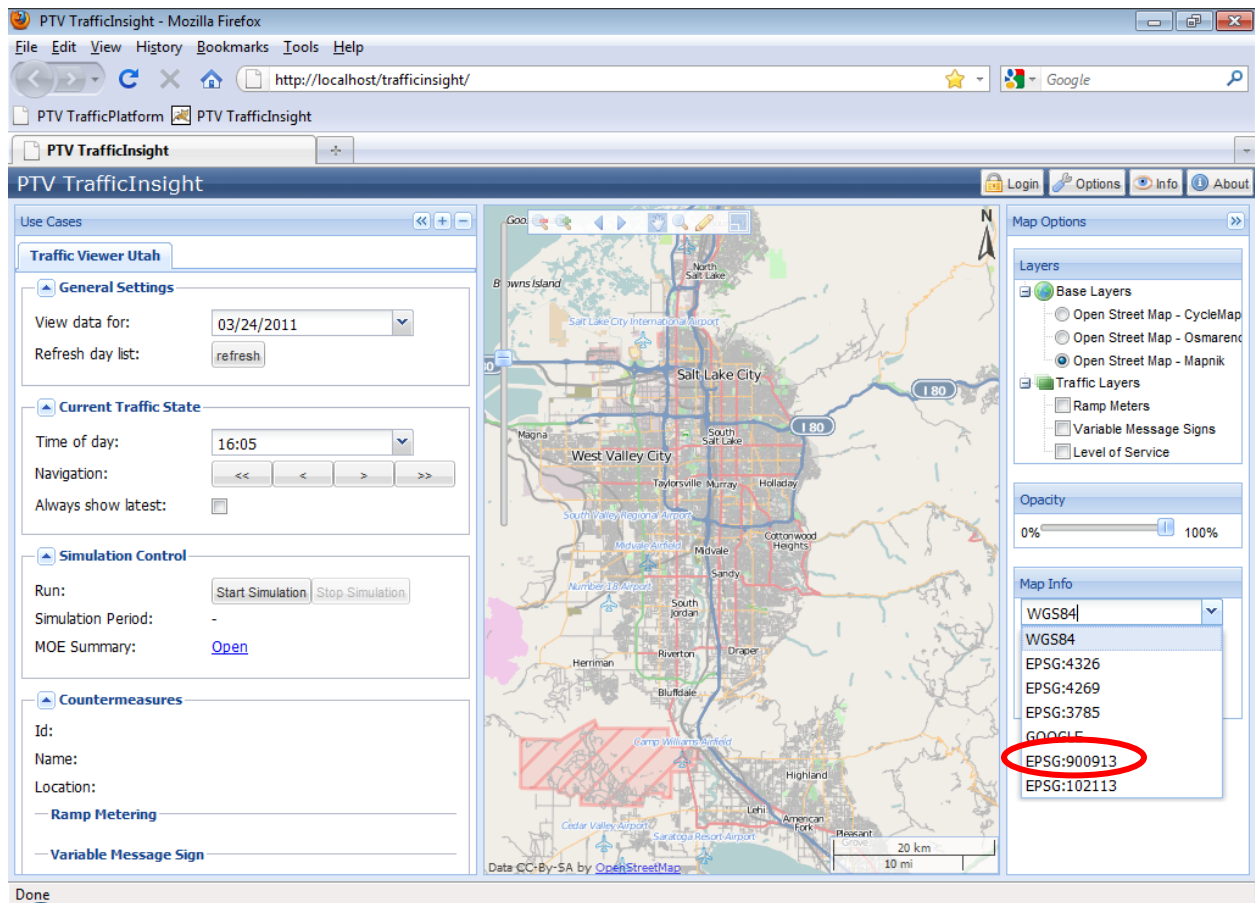 PTV TrafficInsight - Mozilla Firefox
File Edit View History Bookmarks Tools Help
http://localhost/trafficinsight/
Google
PTV TrafficPlatform PTV TrafficInsight
PTV TrafficInsight
PTV TrafficInsight
Login Options Info About
Use Cases
Traffic Viewer Utah
General Settings
View data for: 03/24/2011
Refresh day list: refresh
Current Traffic State
Time of day: 16:05
Navigation: << < > >>
Always show latest:
Simulation Control
Run: Start Simulation Stop Simulation
Simulation Period: -
MOE Summary: Open
Countermeasures
Id:
Name:
Location:
Ramp Metering
Variable Message Sign
N
North
Salt Lake
Island
Salt Lake City International Airport
Salt Lake City
I 80
I 80
Magna
South
Salt Lake
West Valley City
Taylorsville Murray Holladay
South Valley Regional Airport
Cottonwood
Heights
Midvale Airfield
Midvale
Sandy
Number 18 Airport
South
Jordan
Riverton
Draper
Herriman
Bluffdale
Camp Williams Airfield
Highland
Lehi
American
Fork
Cedar Valley Airport
Saratoga Resort Airport
Pleasant
Grove
20 km
10 mi
Data CC-By-SA by OpenStreetMap
Map Options
Layers
Base Layers
Open Street Map - CycleMap
Open Street Map - Osmarend
Open Street Map - Mapnik
Traffic Layers
Ramp Meters
Variable Message Signs
Level of Service
Opacity
0% 100%
Map Info
WGS84
WGS84
EPSG:4326
EPSG:4269
EPSG:3785
GOOGLE
EPSG:900913
EPSG:102113
Done